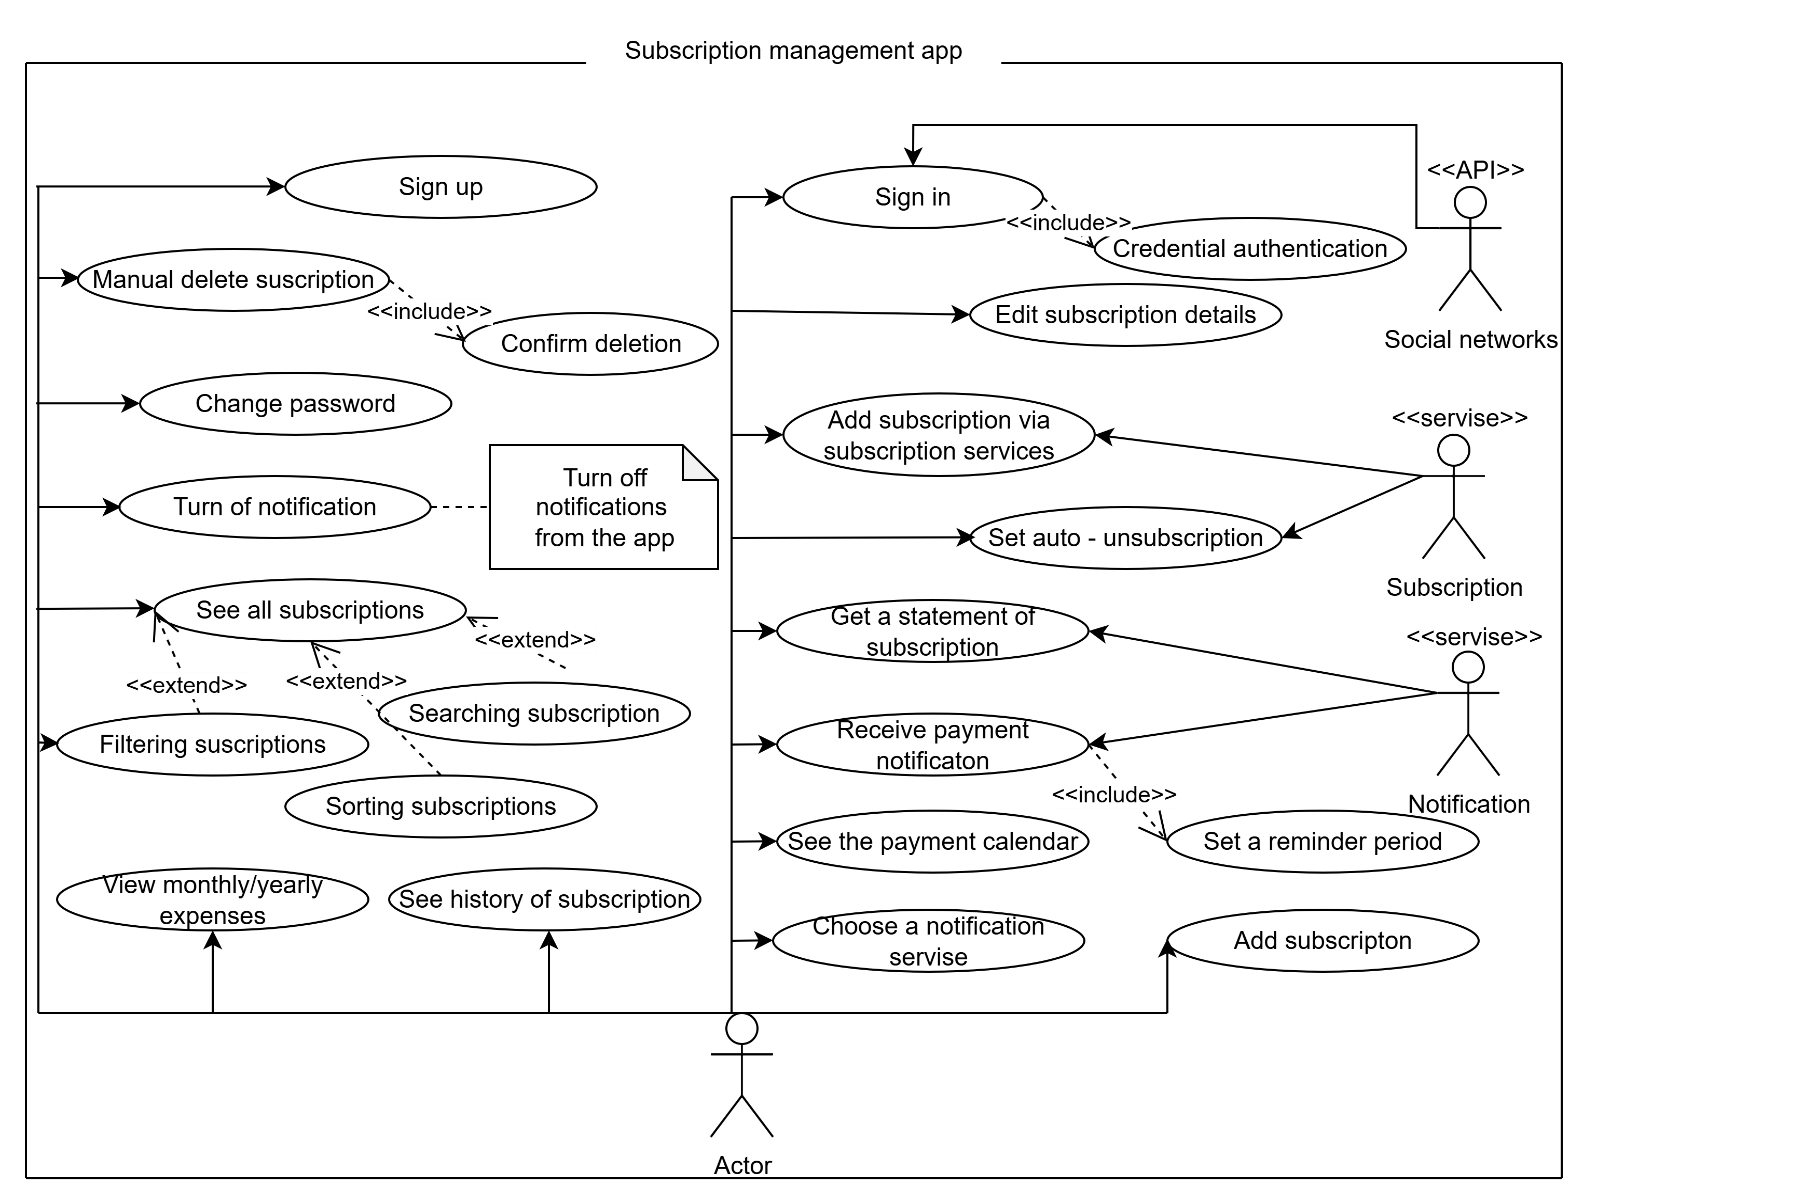 Subscription management app
Sign up
Manual delete suscription
<<include>>
Confirm deletion
Change password
Turn of notification
Turn off
notifications
from the app
See all subscriptions
<<extend>>
<<extend>>
<<extend>>
Searching subscription
Filtering suscriptions
Sorting subscriptions
View monthly/yearly
expenses
See history of subscription
Sign in
<<include>>
Credential authentication
<<API>>
Social networks
Edit subscription details
Add subscription via
subscription services
<<servise>>
Subscription
Set auto - unsubscription
Get a statement of
subscription
<<servise>>
Notification
Receive payment
notificaton
<<include>>
See the payment calendar
Set a reminder period
Choose a notification
servise
Add subscripton
Actor